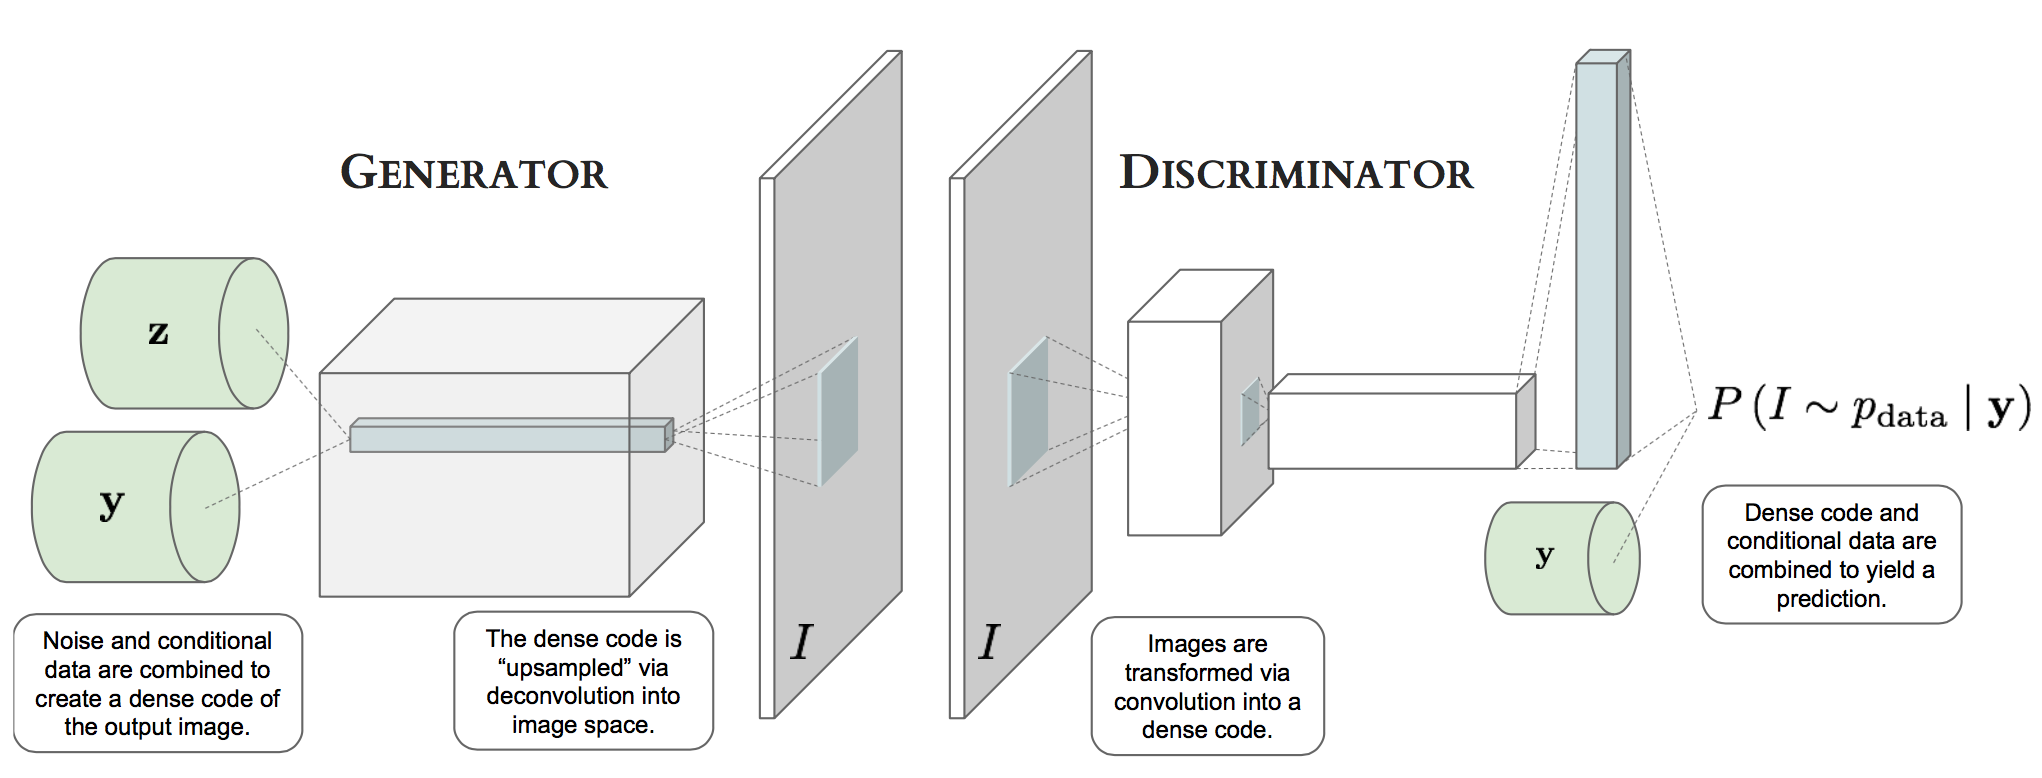 GENERATOR
DISCRIMINATOR
z
y
I
I
y
P (I ∼ p_data | y)
Noise and conditional
data are combined to
create a dense code of
the output image.
The dense code is
“upsampled” via
deconvolution into
image space.
Images are
transformed via
convolution into a
dense code.
Dense code and
conditional data are
combined to yield a
prediction.